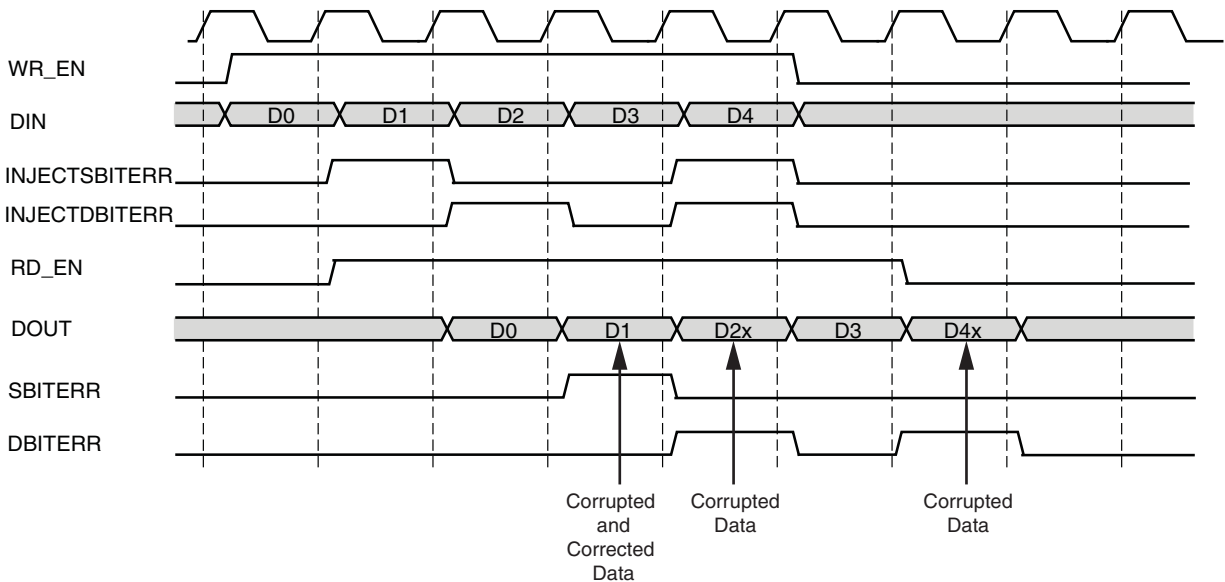 WR_EN
DIN D0 D1 D2 D3 D4
INJECTSBITERR
INJECTDBITERR
RD_EN
DOUT D0 D1 D2x D3 D4x
SBITERR
DBITERR
Corrupted
and
Corrected
Data
Corrupted
Data
Corrupted
Data